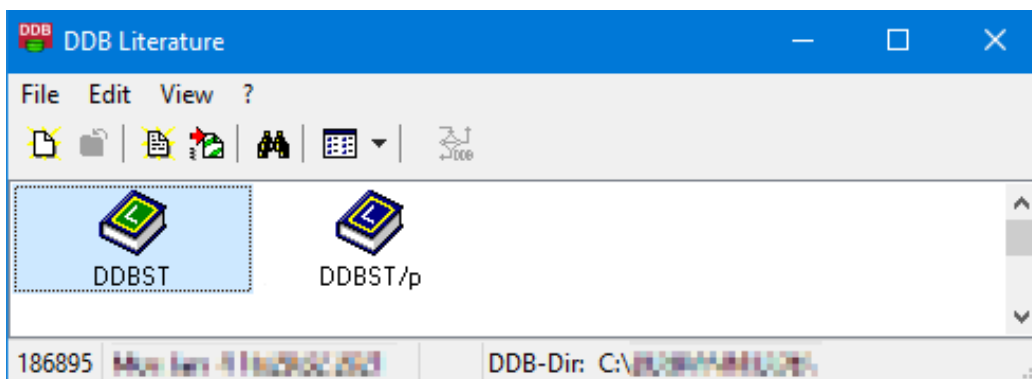 DDB DDB Literature
File Edit View ?
DDB
L L
DDBST DDBST/p
186895 DDB-Dir: C:\